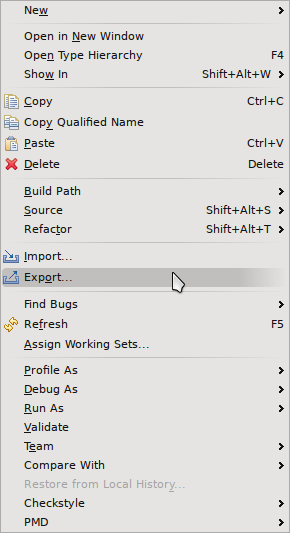 New
Open in New Window
Open Type Hierarchy F4
Show In Shift+Alt+W
Copy Ctrl+C
Copy Qualified Name
Paste Ctrl+V
Delete Delete
Build Path
Source Shift+Alt+S
Refactor Shift+Alt+T
Import...
Export...
Find Bugs
Refresh F5
Assign Working Sets...
Profile As
Debug As
Run As
Validate
Team
Compare With
Restore from Local History...
Checkstyle
PMD